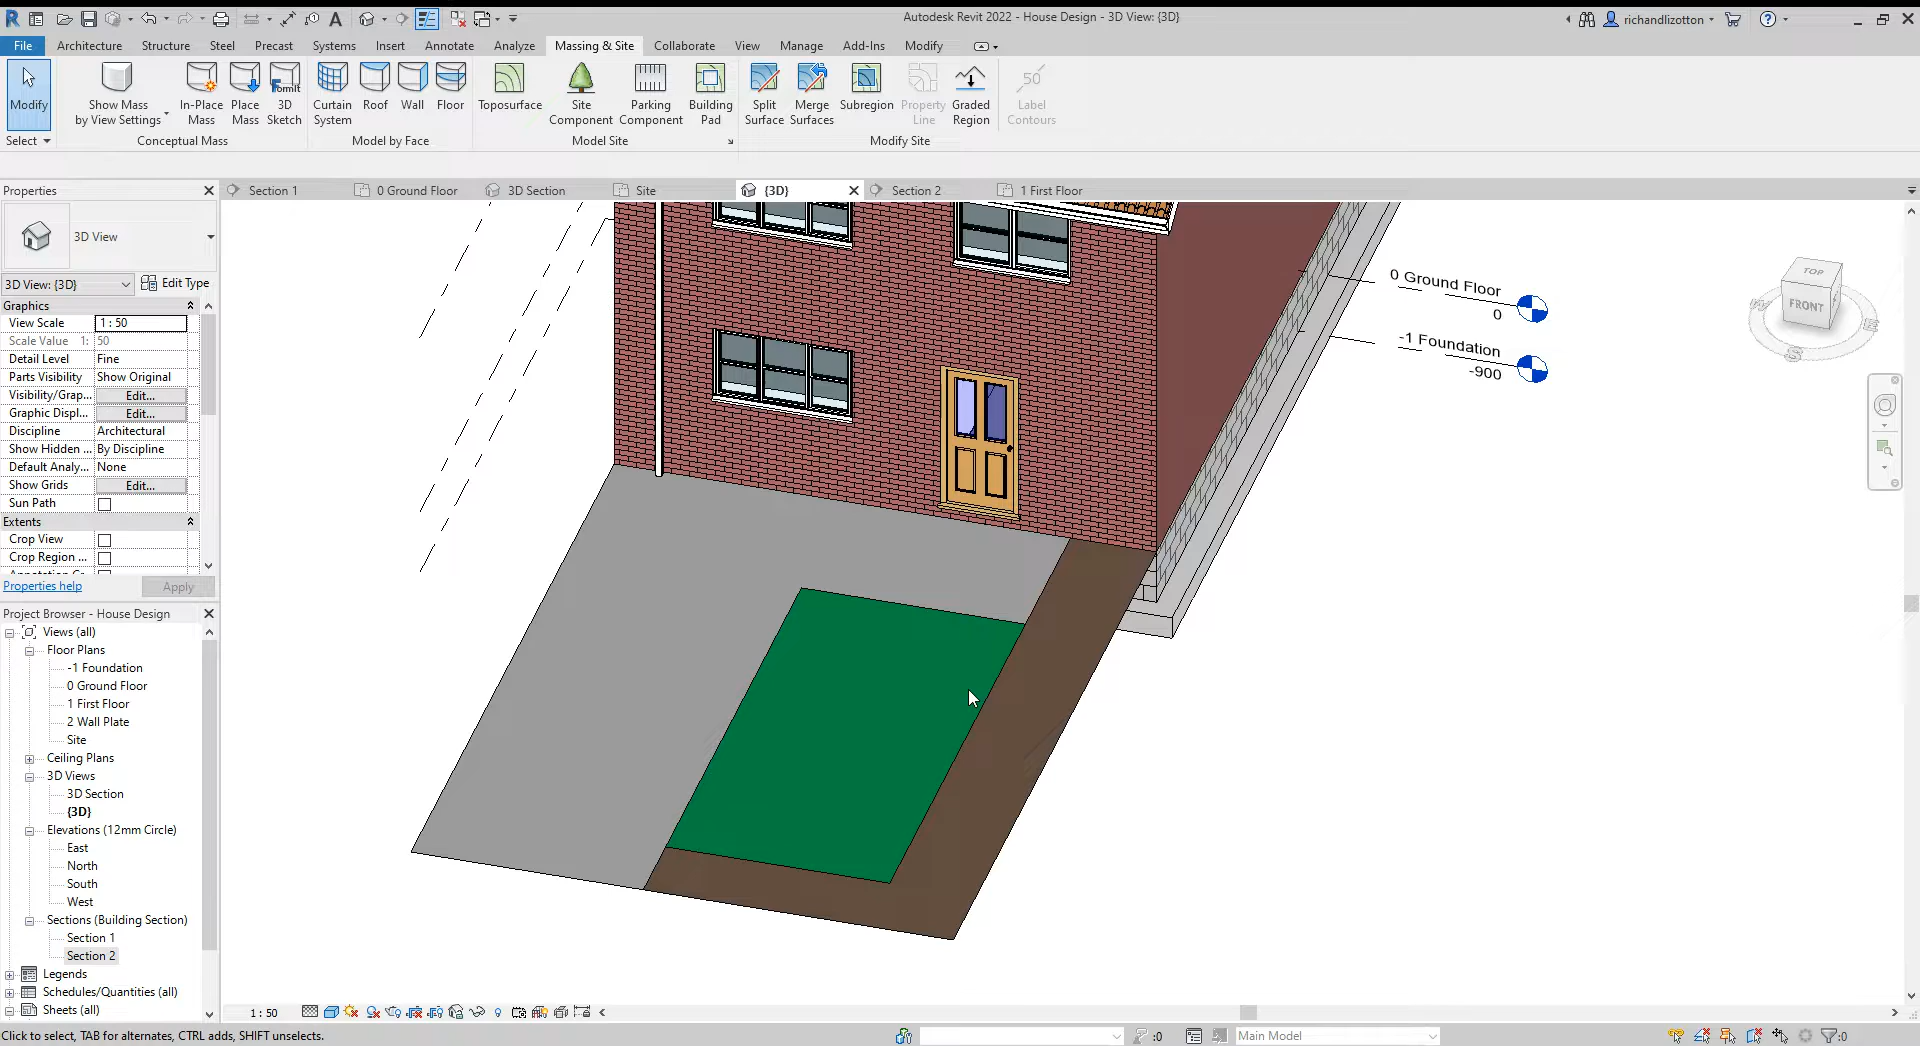 Autodesk Revit 2022 - House Design - 3D View: {3D}
richandlizotton
File Architecture Structure Steel Precast Systems Insert Annotate Analyze Massing & Site Collaborate View Manage Add-Ins Modify
Modify
Show Mass
by View Settings
In-Place
Mass
Place
Mass
3D
Sketch
Curtain
System
Roof
Wall
Floor
Toposurface
Site
Component
Parking
Component
Building
Pad
Split
Surface
Merge
Surfaces
Subregion
Property
Line
Graded
Region
50
Label
Contours
Select
Conceptual Mass
Model by Face
Model Site
Modify Site
Properties
Section 1
0 Ground Floor
3D Section
Site
{3D}
Section 2
1 First Floor
3D View
3D View: {3D}
Edit Type
Graphics
View Scale 1 : 50
Scale Value 1: 50
Detail Level Fine
Parts Visibility Show Original
Visibility/Grap... Edit...
Graphic Displ... Edit...
Discipline Architectural
Show Hidden ... By Discipline
Default Analy... None
Show Grids Edit...
Sun Path
Extents
Crop View
Crop Region ...
Properties help
Apply
Project Browser - House Design
Views (all)
Floor Plans
-1 Foundation
0 Ground Floor
1 First Floor
2 Wall Plate
Site
Ceiling Plans
3D Views
3D Section
{3D}
Elevations (12mm Circle)
East
North
South
West
Sections (Building Section)
Section 1
Section 2
Legends
Schedules/Quantities (all)
Sheets (all)
0 Ground Floor
0
-1 Foundation
-900
TOP
FRONT
E
S
1 : 50
Click to select, TAB for alternates, CTRL adds, SHIFT unselects.
:0
Main Model
:0